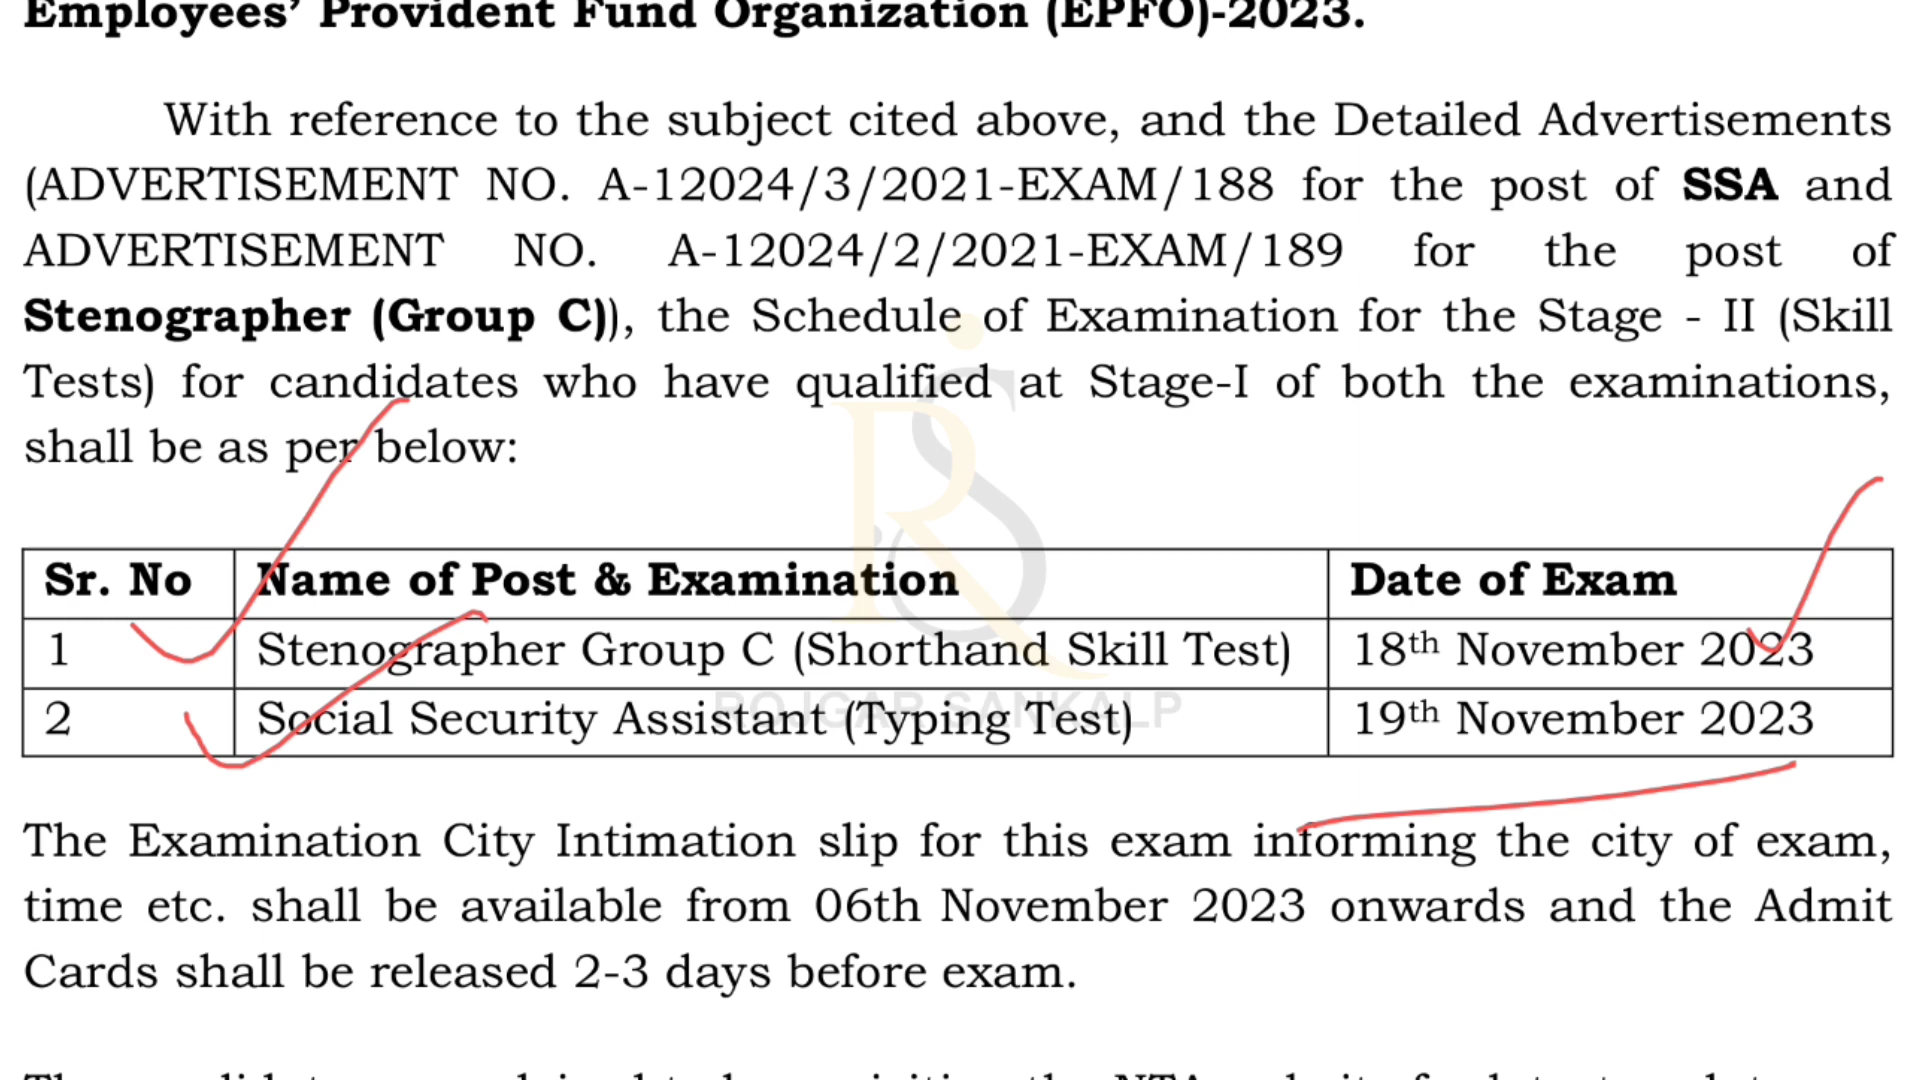 Employees' Provident Fund Organization (EPFO)-2023.
With reference to the subject cited above, and the Detailed Advertisements
(ADVERTISEMENT NO. A-12024/3/2021-EXAM/188 for the post of SSA and
ADVERTISEMENT NO. A-12024/2/2021-EXAM/189 for the post of
Stenographer (Group C)), the Schedule of Examination for the Stage - II (Skill
Tests) for candidates who have qualified at Stage-I of both the examinations,
shall be as per below:
Sr. No Name of Post & Examination Date of Exam
1 Stenographer Group C (Shorthand Skill Test) 18th November 2023
2 Social Security Assistant (Typing Test) 19th November 2023
ROJGAR SANKALP
The Examination City Intimation slip for this exam informing the city of exam,
time etc. shall be available from 06th November 2023 onwards and the Admit
Cards shall be released 2-3 days before exam.